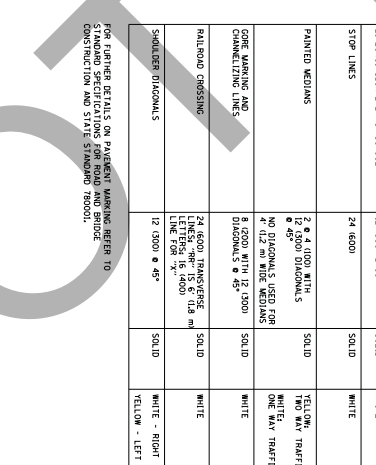 STOP LINES
24 (600)
SOLID
WHITE
PAINTED MEDIANS
2 @ 4 (100) WITH
12 (300) DIAGONALS
@ 45°
NO DIAGONALS USED FOR
4' (1.2 m) WIDE MEDIANS
SOLID
YELLOW:
TWO WAY TRAFFI
WHITE:
ONE WAY TRAFFI
GORE MARKING AND
CHANNELIZING LINES
8 (200) WITH 12 (300)
DIAGONALS @ 45°
SOLID
WHITE
RAILROAD CROSSING
24 (600) TRANSVERSE
LINES; "RR" IS 6' (1.8 m)
LETTERS; 16 (400)
LINE FOR "X"
SOLID
WHITE
SHOULDER DIAGONALS
12 (300) @ 45°
SOLID
WHITE - RIGHT
YELLOW - LEFT
FOR FURTHER DETAILS ON PAVEMENT MARKING REFER TO
STANDARD SPECIFICATIONS FOR ROAD AND BRIDGE
CONSTRUCTION AND STATE STANDARD 780001.